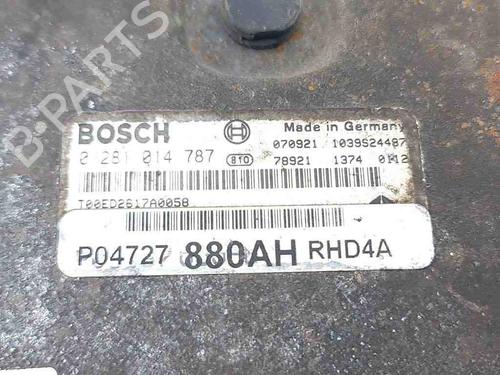 B-PARTS
BOSCH Made in Germany
0 281 014 787 810 070921 1039S24487
78921 1374 0112
T00ED2617A0058
P04727 880AH RHD4A